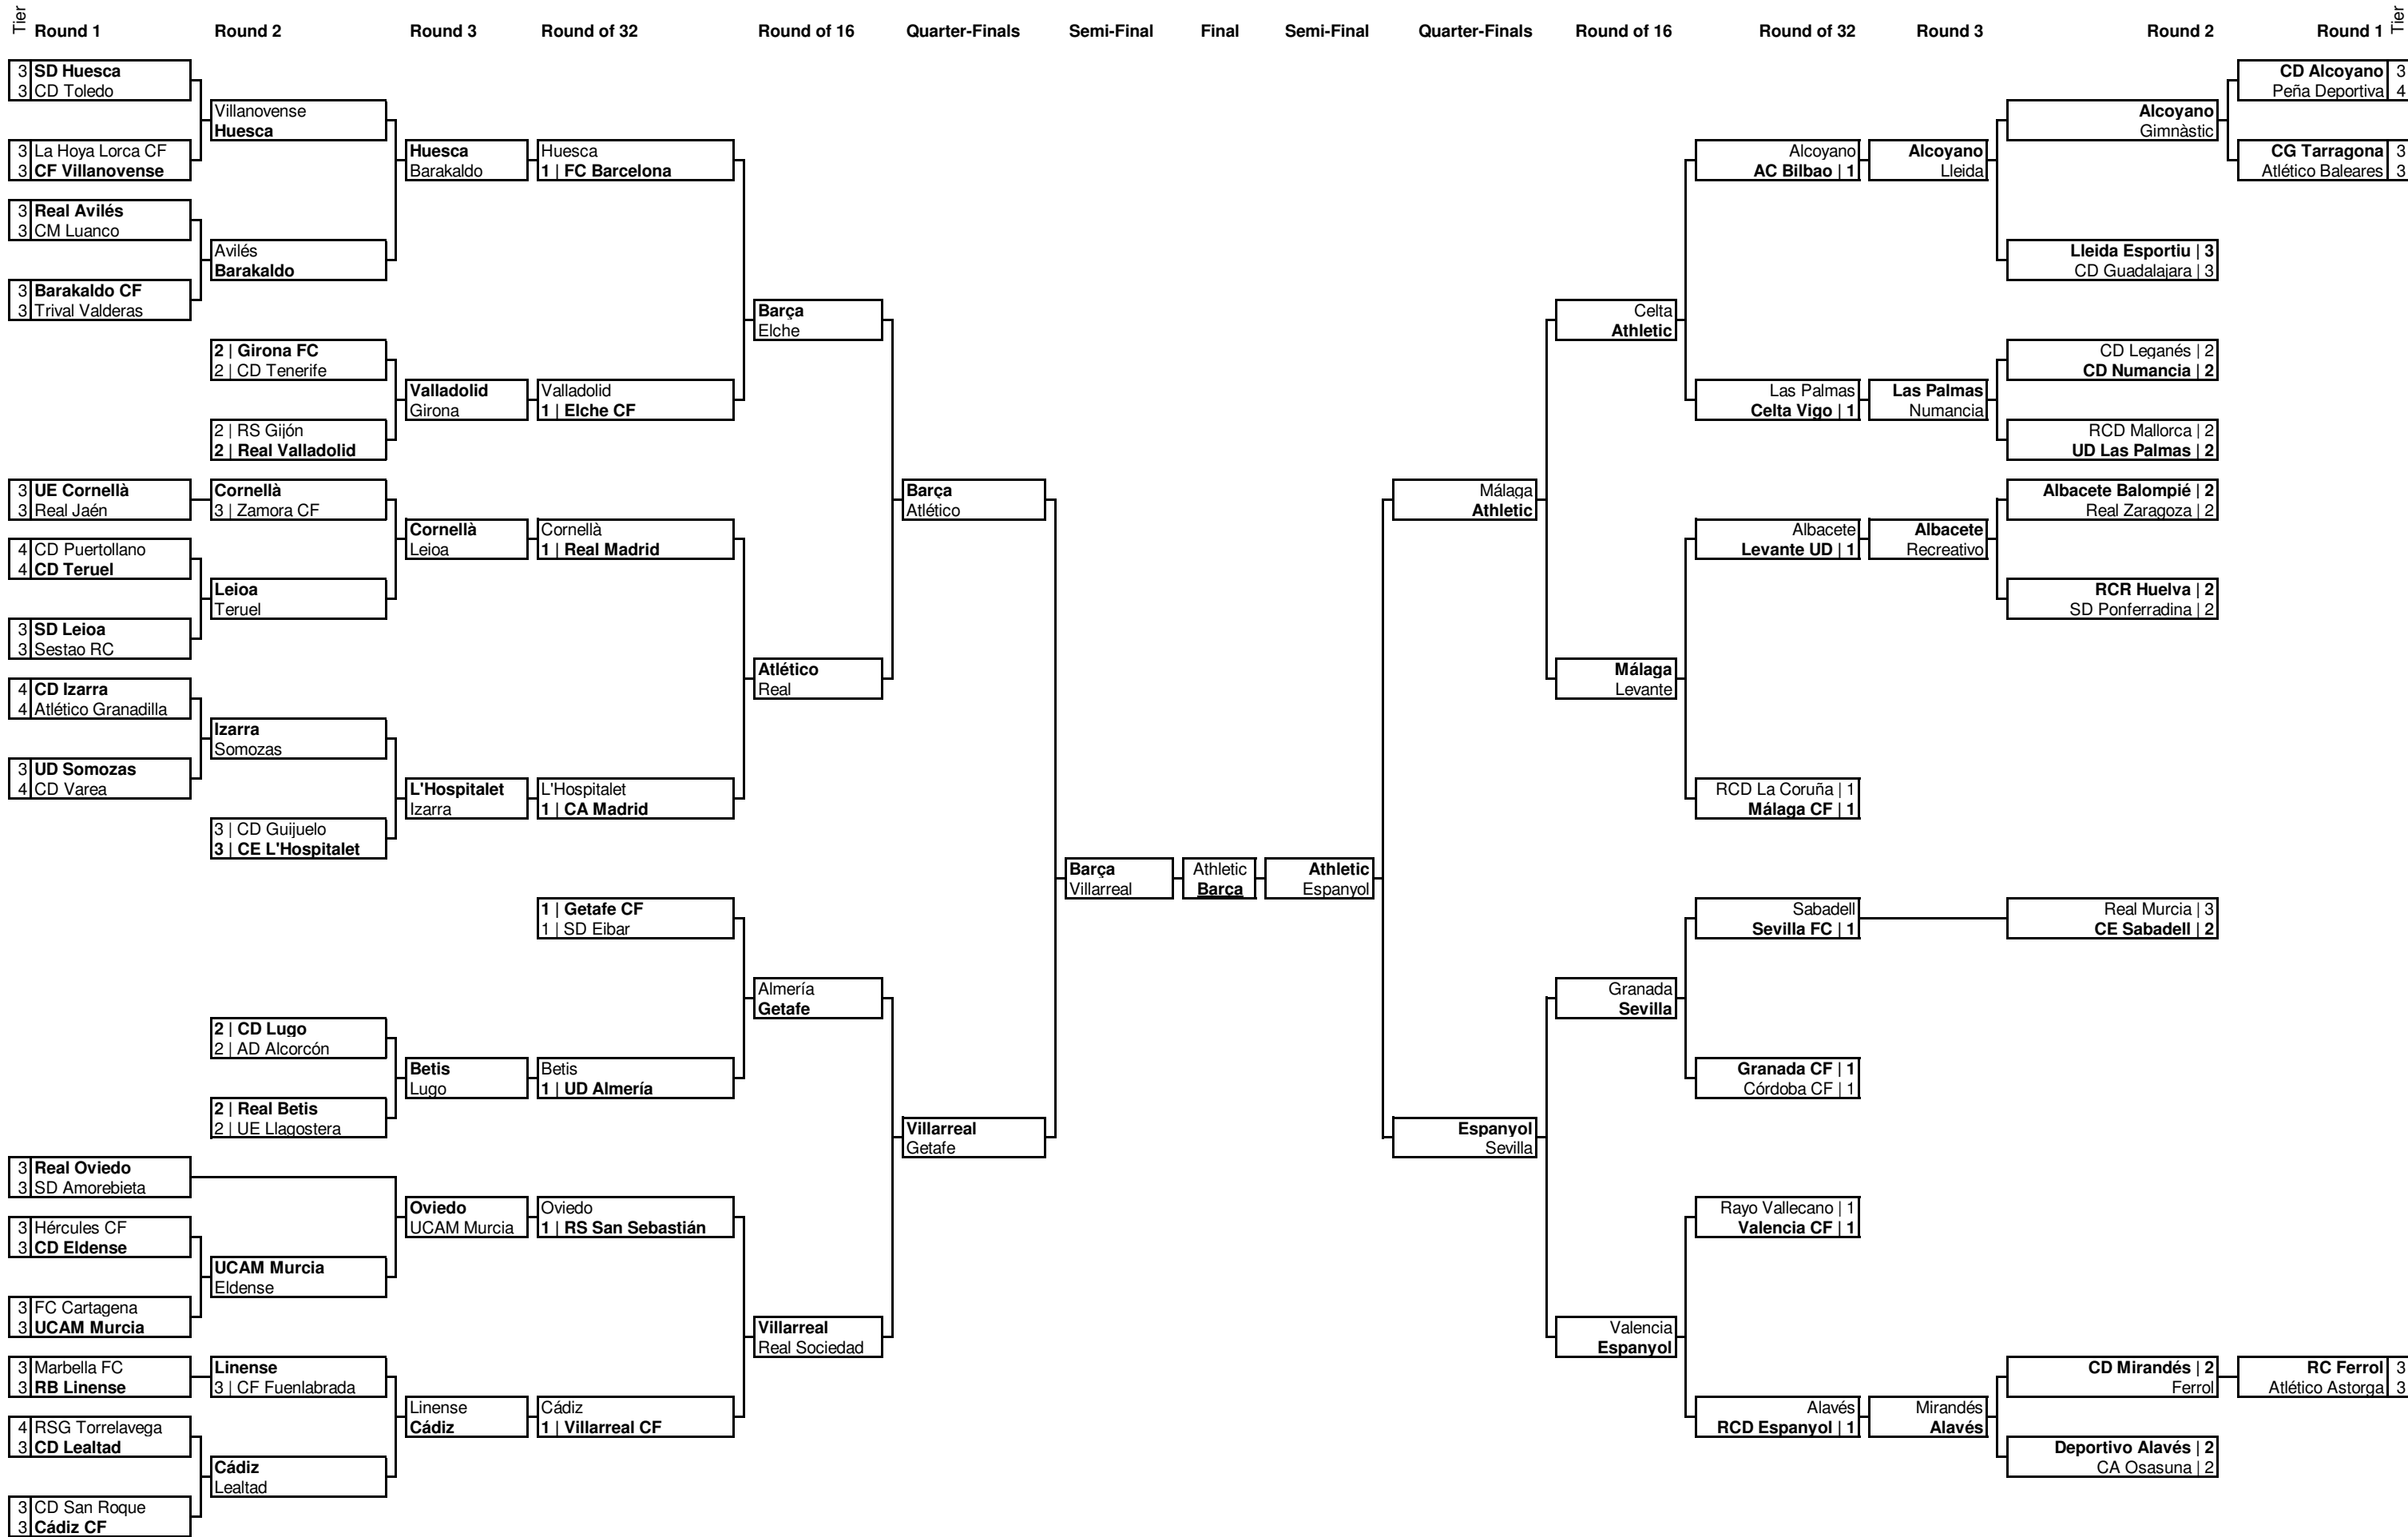 Tier Round 1 Round 2 Round 3 Round of 32 Round of 16 Quarter-Finals Semi-Final Final Semi-Final Quarter-Finals Round of 16 Round of 32 Round 3 Round 2 Round 1 Tier
3 SD Huesca
3 CD Toledo
3 La Hoya Lorca CF
3 CF Villanovense
3 Real Avilés
3 CM Luanco
3 Barakaldo CF
3 Trival Valderas
3 UE Cornellà
3 Real Jaén
4 CD Puertollano
4 CD Teruel
3 SD Leioa
3 Sestao RC
4 CD Izarra
4 Atlético Granadilla
3 UD Somozas
4 CD Varea
3 Real Oviedo
3 SD Amorebieta
3 Hércules CF
3 CD Eldense
3 FC Cartagena
3 UCAM Murcia
3 Marbella FC
3 RB Linense
4 RSG Torrelavega
3 CD Lealtad
3 CD San Roque
3 Cádiz CF
Villanovense
Huesca
Avilés
Barakaldo
2 | Girona FC
2 | CD Tenerife
2 | RS Gijón
2 | Real Valladolid
Cornellà
3 | Zamora CF
Leioa
Teruel
Izarra
Somozas
3 | CD Guijuelo
3 | CE L'Hospitalet
2 | CD Lugo
2 | AD Alcorcón
2 | Real Betis
2 | UE Llagostera
UCAM Murcia
Eldense
Linense
3 | CF Fuenlabrada
Cádiz
Lealtad
Huesca
Barakaldo
Valladolid
Girona
Cornellà
Leioa
L'Hospitalet
Izarra
Betis
Lugo
Oviedo
UCAM Murcia
Linense
Cádiz
Huesca
1 | FC Barcelona
Valladolid
1 | Elche CF
Cornellà
1 | Real Madrid
L'Hospitalet
1 | CA Madrid
1 | Getafe CF
1 | SD Eibar
Betis
1 | UD Almería
Oviedo
1 | RS San Sebastián
Cádiz
1 | Villarreal CF
Barça
Elche
Atlético
Real
Almería
Getafe
Villarreal
Real Sociedad
Barça
Atlético
Villarreal
Getafe
Barça
Villarreal
Athletic
Barça
Athletic
Espanyol
Málaga
Athletic
Espanyol
Sevilla
Celta
Athletic
Málaga
Levante
Granada
Sevilla
Valencia
Espanyol
Alcoyano
AC Bilbao | 1
Las Palmas
Celta Vigo | 1
Albacete
Levante UD | 1
RCD La Coruña | 1
Málaga CF | 1
Sabadell
Sevilla FC | 1
Granada CF | 1
Córdoba CF | 1
Rayo Vallecano | 1
Valencia CF | 1
Alavés
RCD Espanyol | 1
Alcoyano
Lleida
Las Palmas
Numancia
Albacete
Recreativo
Mirandés
Alavés
Alcoyano
Gimnàstic
Lleida Esportiu | 3
CD Guadalajara | 3
CD Leganés | 2
CD Numancia | 2
RCD Mallorca | 2
UD Las Palmas | 2
Albacete Balompié | 2
Real Zaragoza | 2
RCR Huelva | 2
SD Ponferradina | 2
Real Murcia | 3
CE Sabadell | 2
CD Mirandés | 2
Ferrol
Deportivo Alavés | 2
CA Osasuna | 2
CD Alcoyano 3
Peña Deportiva 4
CG Tarragona 3
Atlético Baleares 3
RC Ferrol 3
Atlético Astorga 3